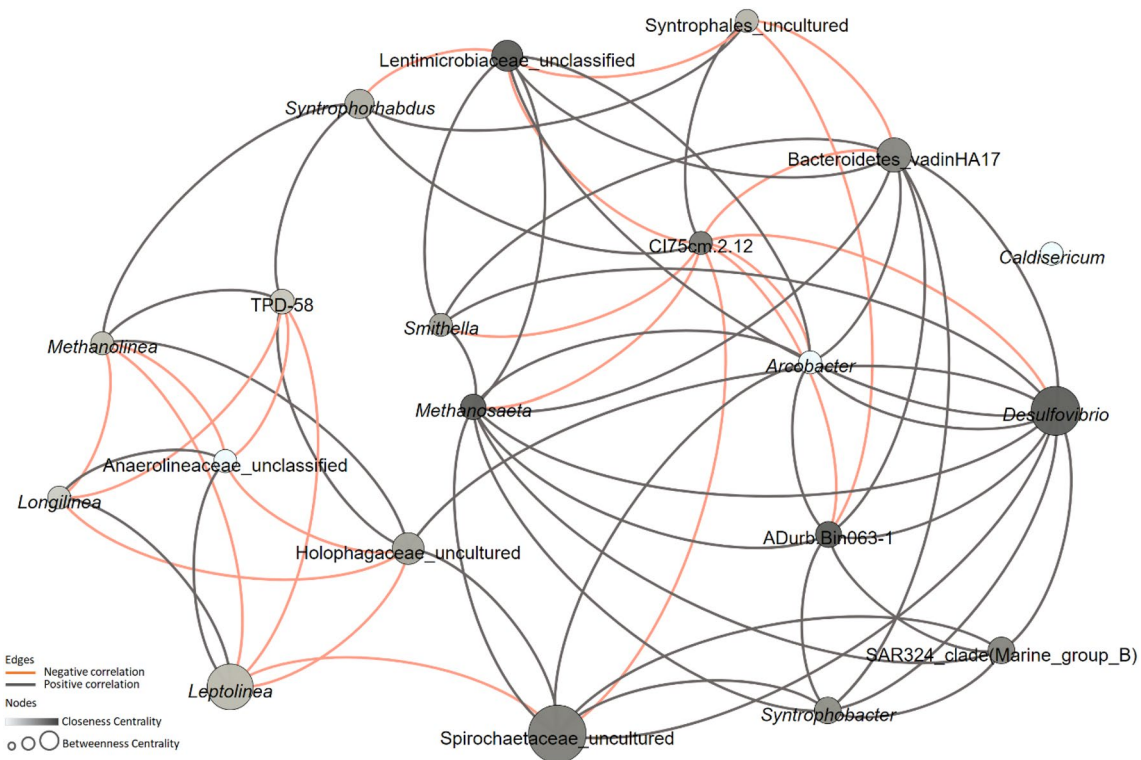 Syntrophales_uncultured
Lentimicrobiaceae_unclassified
Syntrophorhabdus
Bacteroidetes_vadinHA17
CI75cm.2.12
Caldisericum
TPD-58
Smithella
Methanolinea
Arcobacter
Methanosaeta
Desulfovibrio
Anaerolineaceae_unclassified
Longilinea
ADurb.Bin063-1
Holophagaceae_uncultured
SAR324_clade(Marine_group_B)
Edges
Negative correlation
Positive correlation
Leptolinea
Nodes
Closeness Centrality
Betweenness Centrality
Syntrophobacter
Spirochaetaceae_uncultured